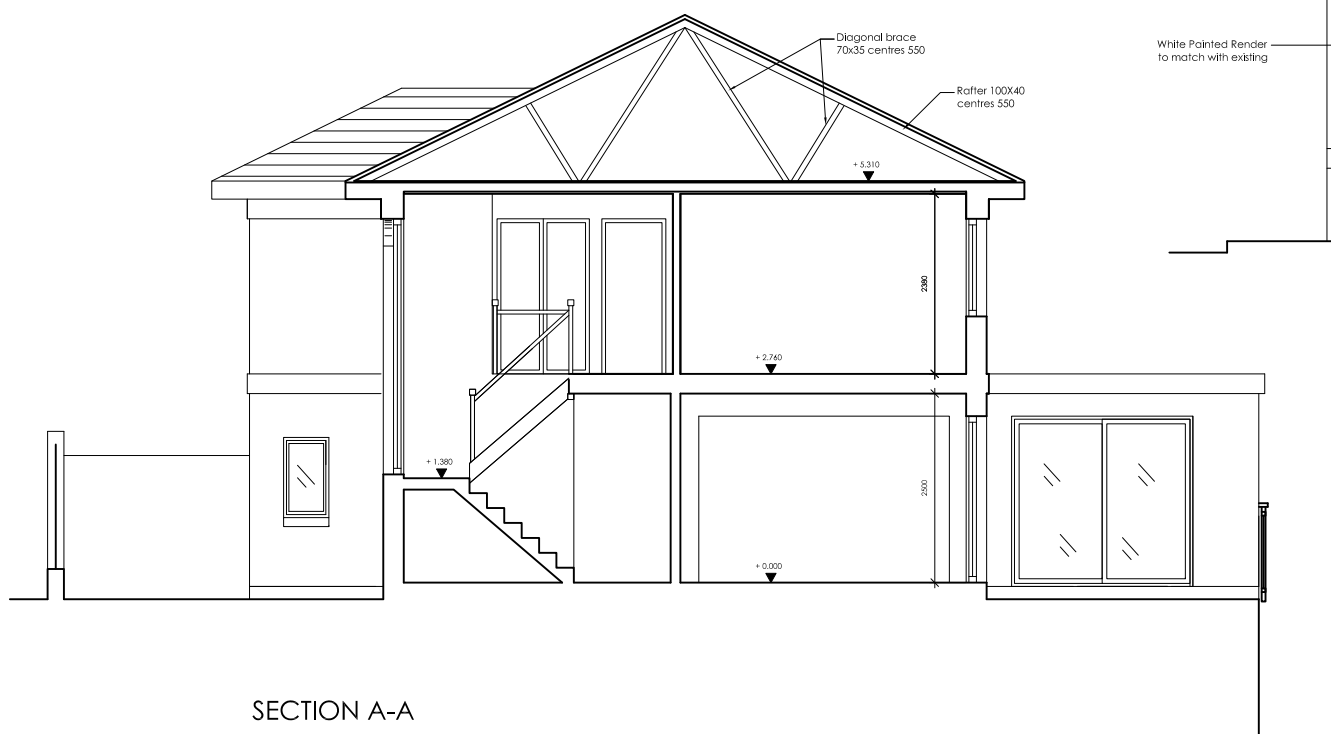 Diagonal brace
70x35 centres 550
White Painted Render
to match with existing
Rafter 100X40
centres 550
+ 5.310
2380
+ 2.760
+ 1.380
2500
+ 0.000
SECTION A-A